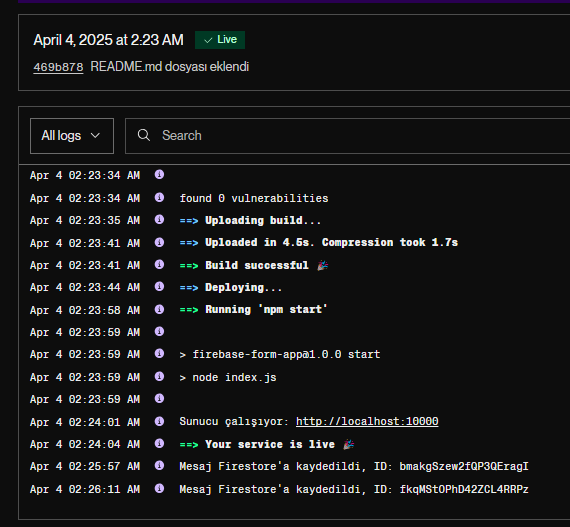 April 4, 2025 at 2:23 AM ✓ Live
469b878 README.md dosyası eklendi
All logs Search
Apr 4 02:23:34 AM
Apr 4 02:23:34 AM found 0 vulnerabilities
Apr 4 02:23:35 AM ==> Uploading build...
Apr 4 02:23:41 AM ==> Uploaded in 4.5s. Compression took 1.7s
Apr 4 02:23:41 AM ==> Build successful 🎉
Apr 4 02:23:44 AM ==> Deploying...
Apr 4 02:23:58 AM ==> Running 'npm start'
Apr 4 02:23:59 AM
Apr 4 02:23:59 AM > firebase-form-app@1.0.0 start
Apr 4 02:23:59 AM > node index.js
Apr 4 02:23:59 AM
Apr 4 02:24:01 AM Sunucu çalışıyor: http://localhost:10000
Apr 4 02:24:04 AM ==> Your service is live 🎉
Apr 4 02:25:57 AM Mesaj Firestore'a kaydedildi, ID: bmakgSzew2fQP3QEragI
Apr 4 02:26:11 AM Mesaj Firestore'a kaydedildi, ID: fkqMStOPhD42ZCL4RRPz